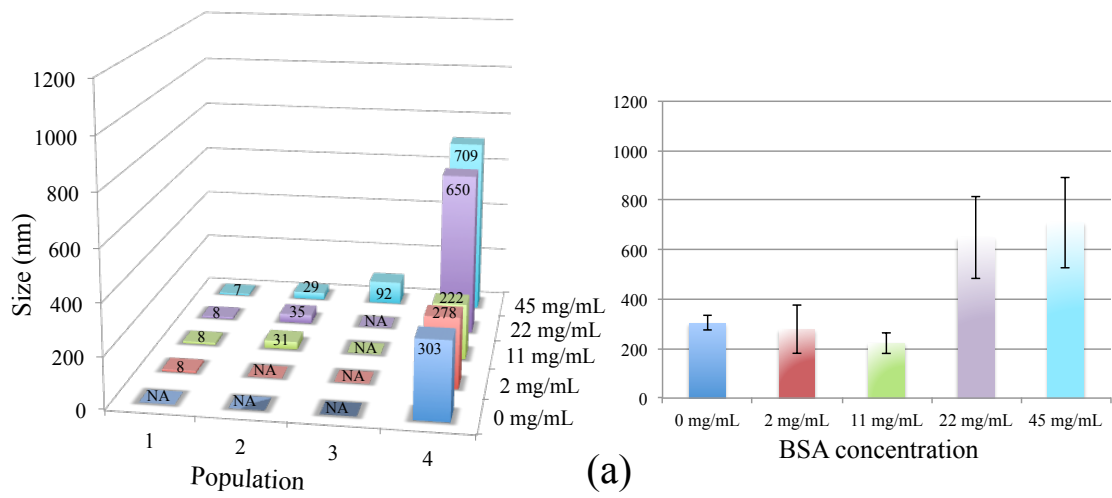 1200
1000
800
600
400
200
0
Size (nm)
709
650
7
29
92
222
8
35
NA
278
8
31
NA
303
8
NA
NA
NA
NA
NA
45 mg/mL
22 mg/mL
11 mg/mL
2 mg/mL
0 mg/mL
1
2
3
4
Population
(a)
1200
1000
800
600
400
200
0
0 mg/mL
2 mg/mL
11 mg/mL
22 mg/mL
45 mg/mL
BSA concentration